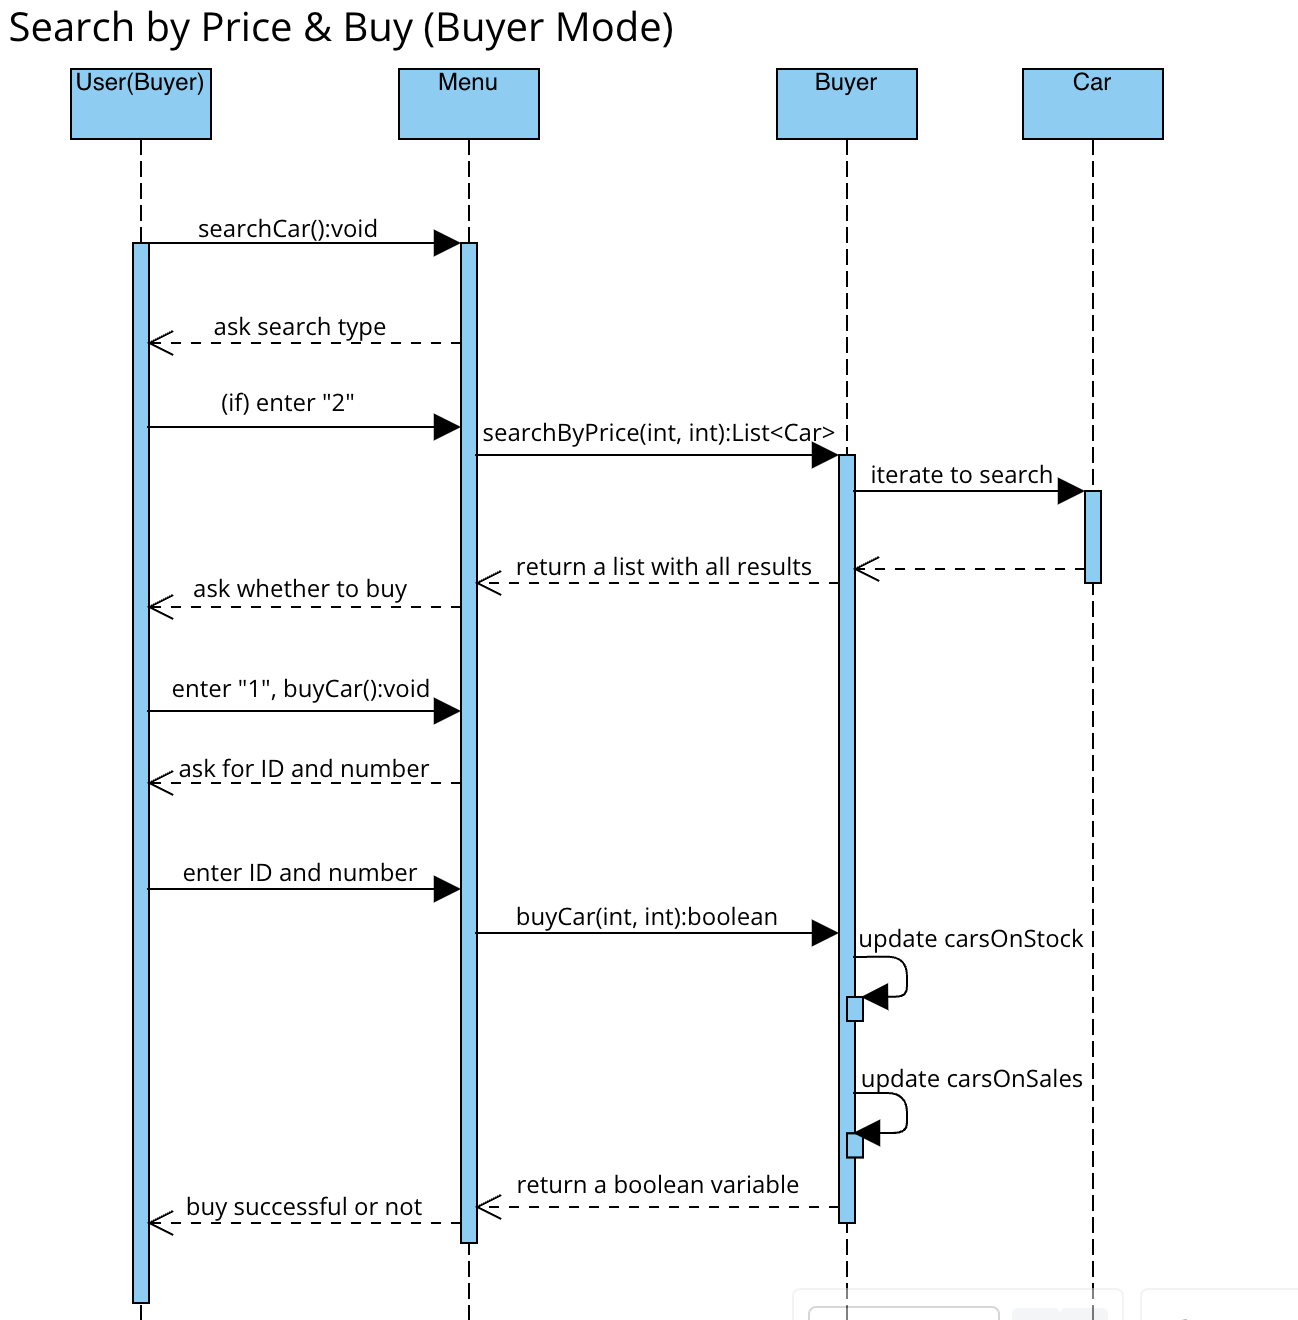 Search by Price & Buy (Buyer Mode)
User(Buyer)
Menu
Buyer
Car
searchCar():void
ask search type
(if) enter "2"
searchByPrice(int, int):List<Car>
iterate to search
return a list with all results
ask whether to buy
enter "1", buyCar():void
ask for ID and number
enter ID and number
buyCar(int, int):boolean
update carsOnStock
update carsOnSales
return a boolean variable
buy successful or not